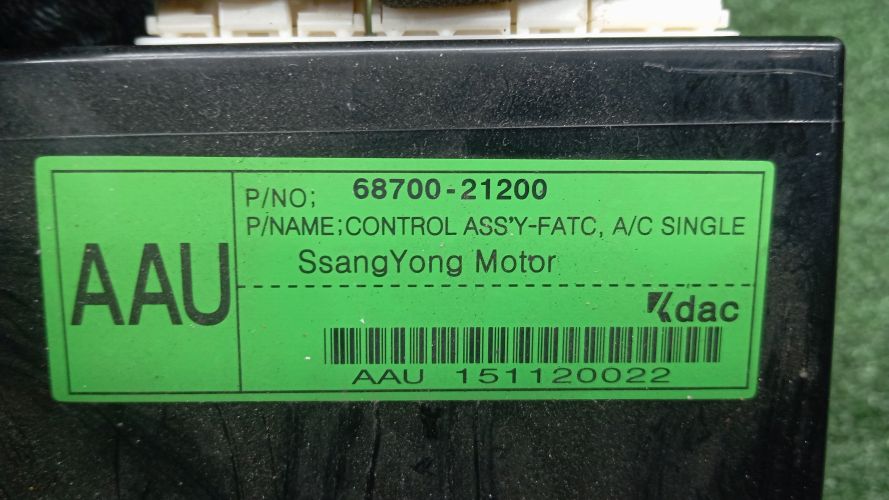 AAU
P/NO; 68700-21200
P/NAME;CONTROL ASS'Y-FATC, A/C SINGLE
SsangYong Motor
Kdac
AAU 151120022